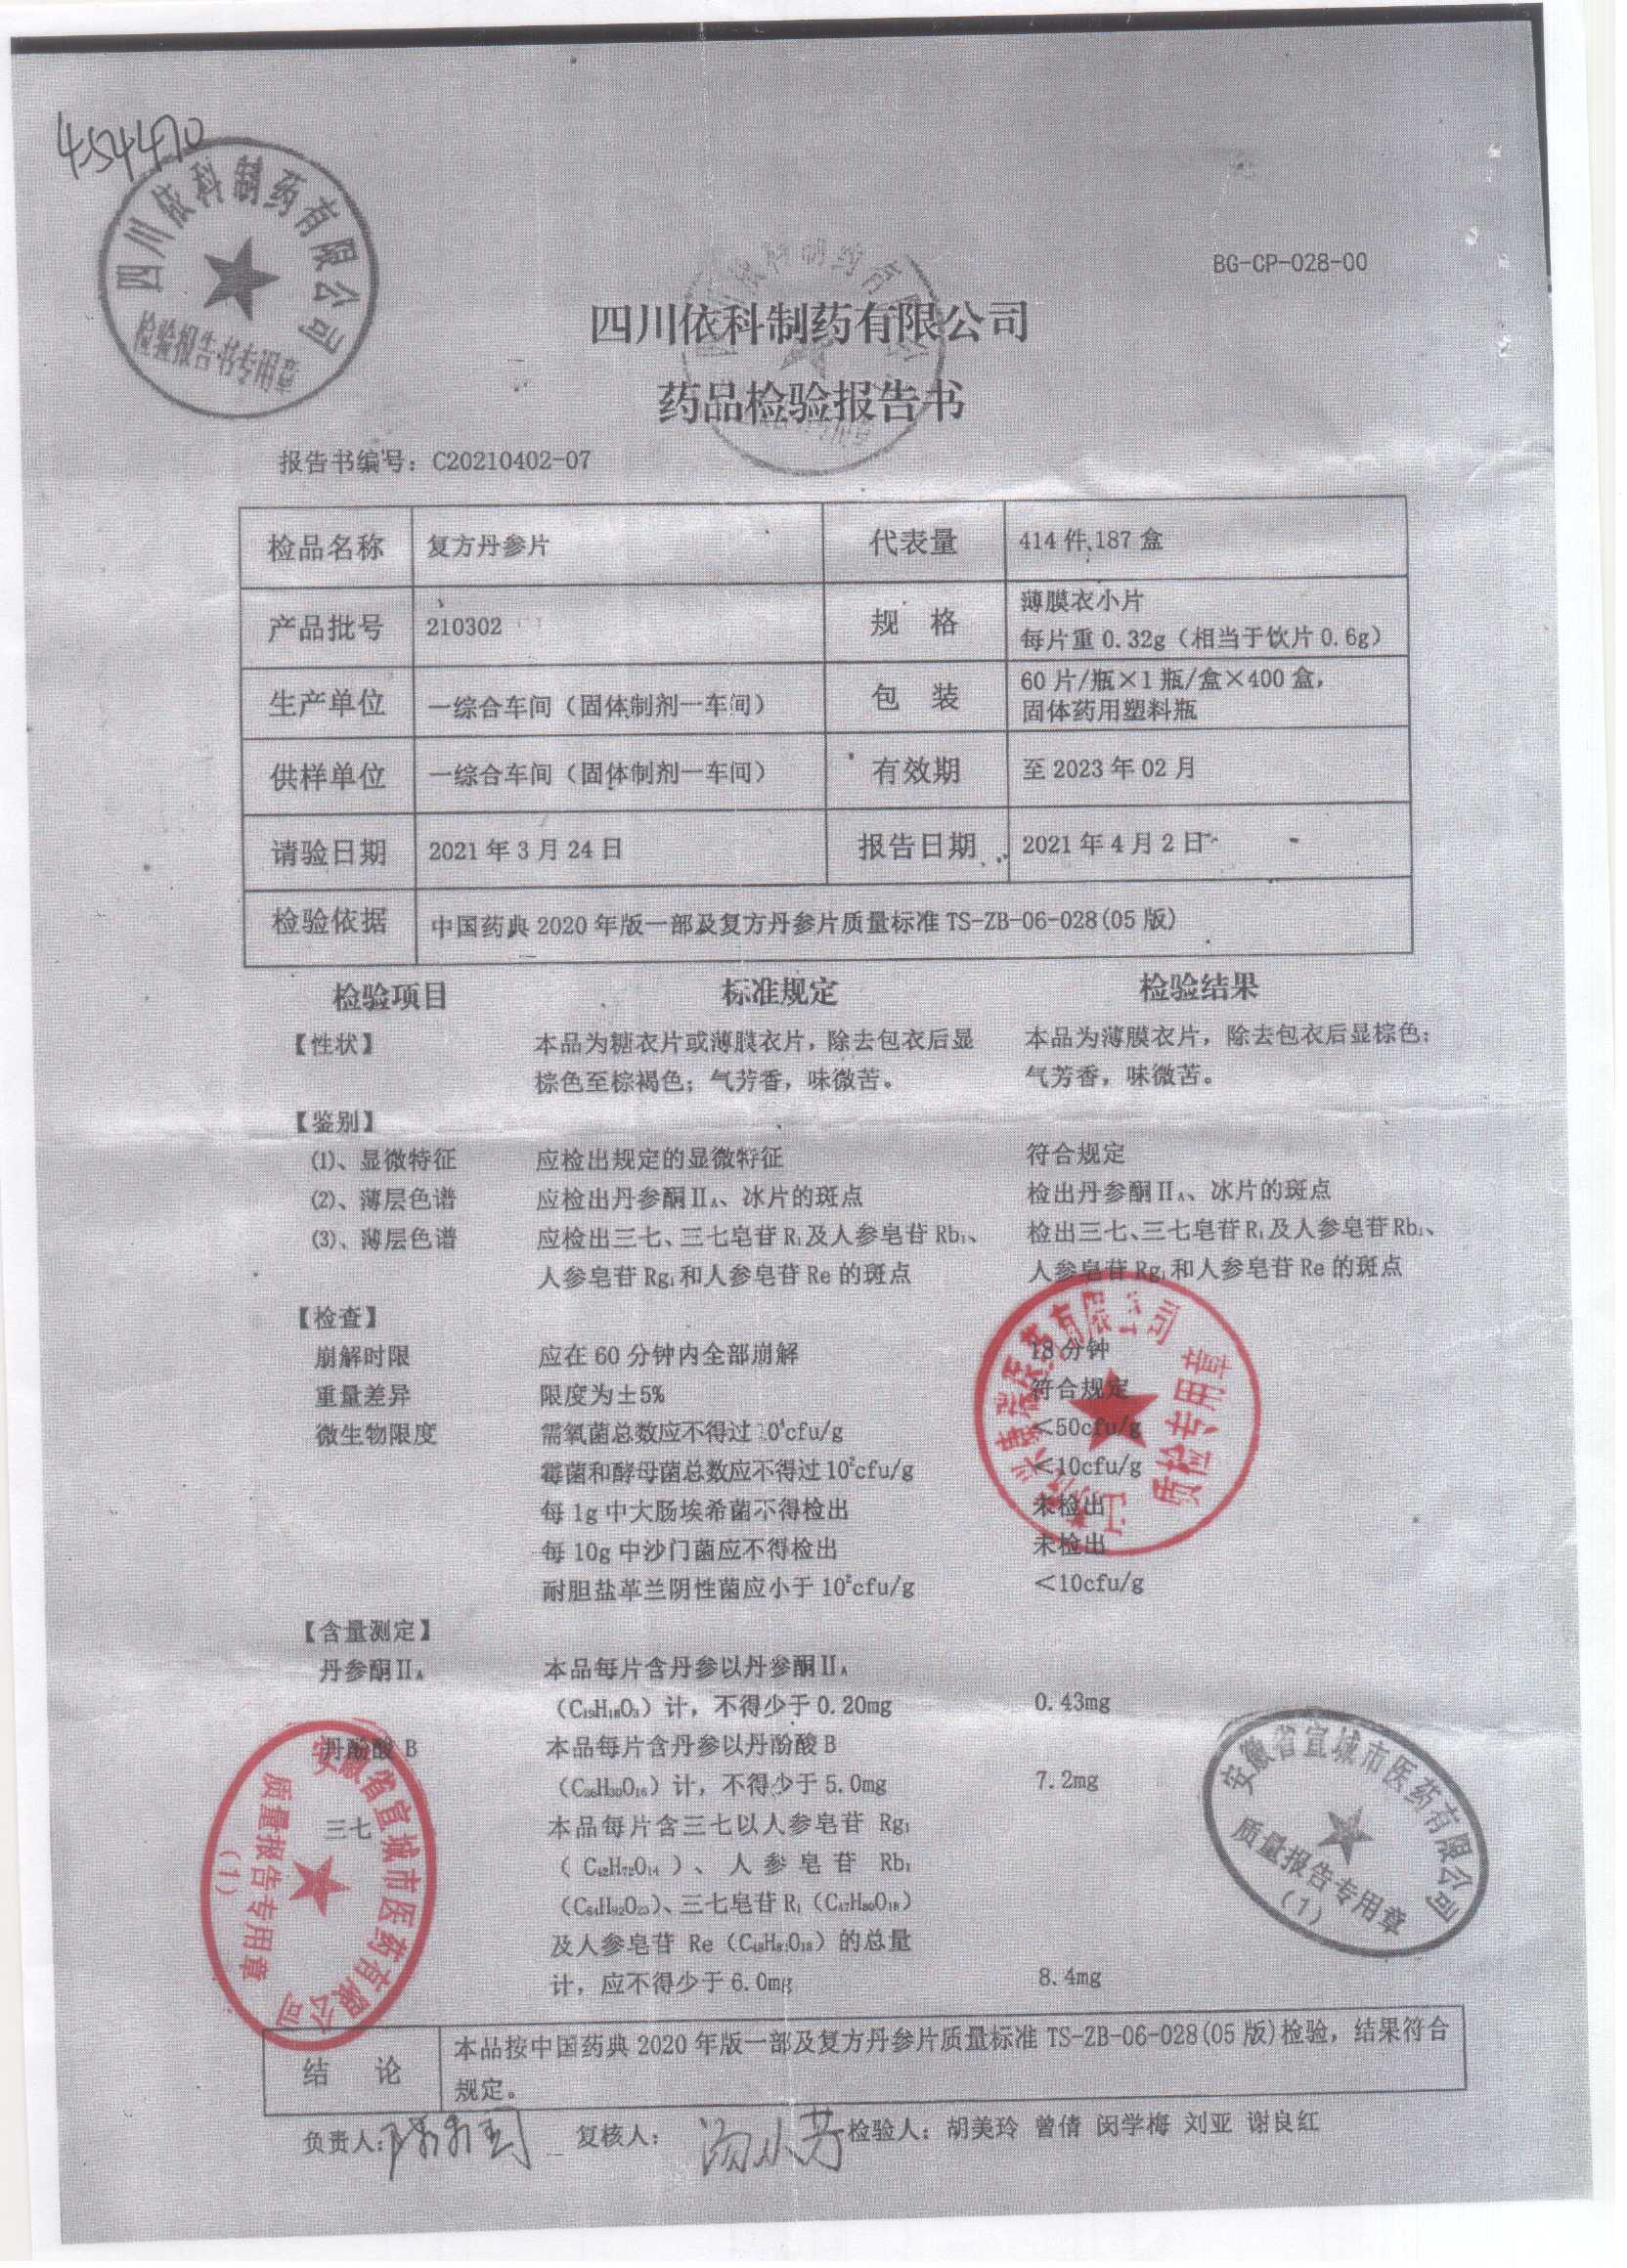 454470
四川依科制药有限公司
检验报告书专用章
BG-CP-028-00
四川依科制药有限公司
药品检验报告书
报告书编号：C20210402-07
检品名称 复方丹参片 代表量 414件187盒
产品批号 210302 规 格 薄膜衣小片
每片重0.32g（相当于饮片0.6g）
生产单位 一综合车间（固体制剂一车间） 包 装 60片/瓶×1瓶/盒×400盒，
固体药用塑料瓶
供样单位 一综合车间（固体制剂一车间） 有效期 至2023年02月
请验日期 2021年3月24日 报告日期 2021年4月2日
检验依据 中国药典2020年版一部及复方丹参片质量标准TS-ZB-06-028(05版)
检验项目 标准规定 检验结果
【性状】 本品为糖衣片或薄膜衣片，除去包衣后显 本品为薄膜衣片，除去包衣后显棕色；
棕色至棕褐色；气芳香，味微苦。 气芳香，味微苦。
【鉴别】
⑴、显微特征 应检出规定的显微特征 符合规定
⑵、薄层色谱 应检出丹参酮Ⅱ�A、冰片的斑点 检出丹参酮Ⅱ�A、冰片的斑点
⑶、薄层色谱 应检出三七、三七皂苷R₁及人参皂苷Rb₁、 检出三七、三七皂苷R₁及人参皂苷Rb₁、
人参皂苷Rg₁和人参皂苷Re的斑点 人参皂苷Rg₁和人参皂苷Re的斑点
【检查】
崩解时限 应在60分钟内全部崩解 18分钟
重量差异 限度为±5% 符合规定
微生物限度 需氧菌总数应不得过10⁴cfu/g <50cfu/g
霉菌和酵母菌总数应不得过10²cfu/g <10cfu/g
每1g中大肠埃希菌不得检出 未检出
每10g中沙门菌应不得检出 未检出
耐胆盐革兰阴性菌应小于10²cfu/g <10cfu/g
【含量测定】
丹参酮Ⅱ�A 本品每片含丹参以丹参酮Ⅱ�A
（C₁₉H₁₈O₃）计，不得少于0.20mg 0.43mg
丹酚酸B 本品每片含丹参以丹酚酸B
（C₃₆H₃₀O₁₆）计，不得少于5.0mg 7.2mg
三七 本品每片含三七以人参皂苷 Rg₁
（C₄₂H₇₂O₁₄）、人参皂苷 Rb₁
（C₅₄H₉₂O₂₃）、三七皂苷R₁（C₄₇H₈₀O₁₈）
及人参皂苷 Re（C₄₈H₈₂O₁₈）的总量
计，应不得少于6.0mg 8.4mg
安徽省宣城市医药有限公司
质量报告专用章
（1）
安徽省宣城市医药有限公司
质量报告专用章
（1）
结 论 本品按中国药典2020年版一部及复方丹参片质量标准TS-ZB-06-028(05版)检验，结果符合
规定。
负责人： 复核人：汤小芳 检验人：胡美玲 曾倩 闵学梅 刘亚 谢良红